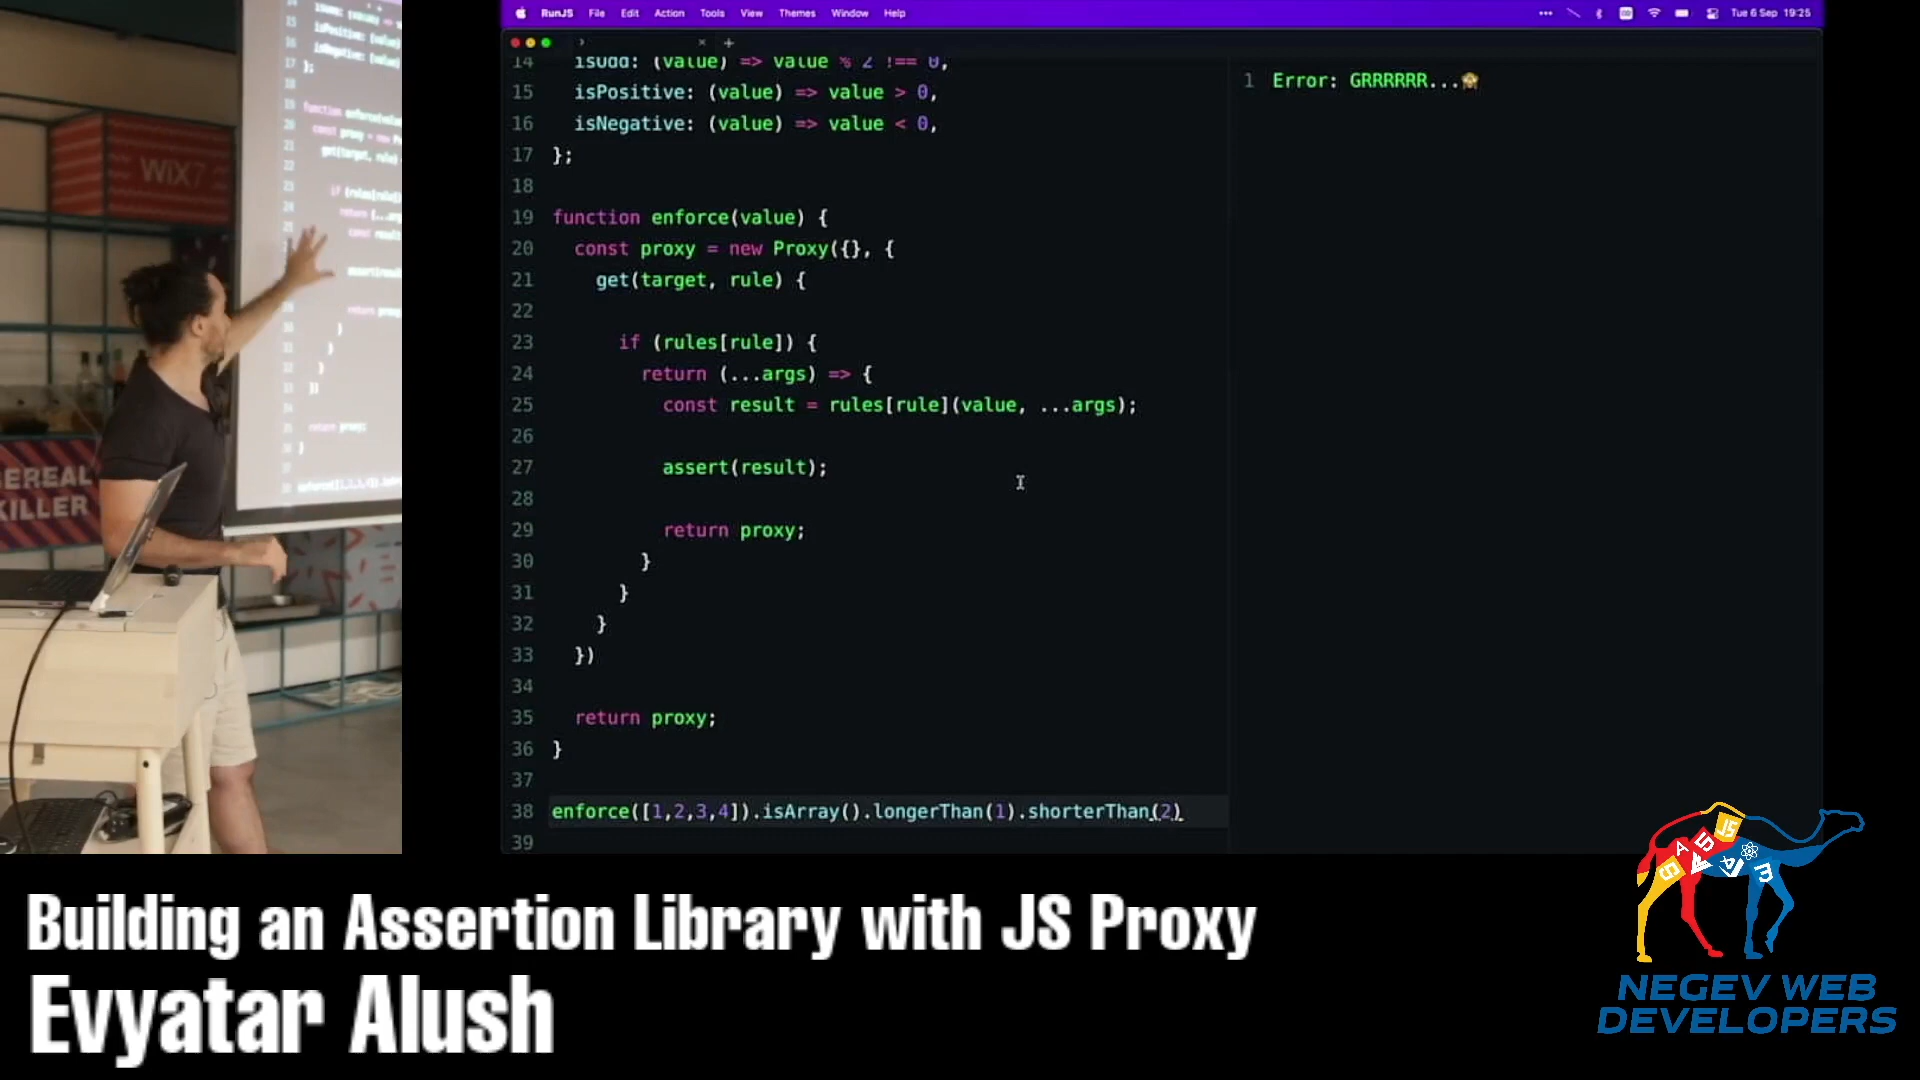 RunJS File Edit Action Tools View Themes Window Help
Tue 6 Sep 19:25
14 isOdd: (value) => value % 2 !== 0,
15 isPositive: (value) => value > 0,
16 isNegative: (value) => value < 0,
17 };
18
19 function enforce(value) {
20 const proxy = new Proxy({}, {
21 get(target, rule) {
22
23 if (rules[rule]) {
24 return (...args) => {
25 const result = rules[rule](value, ...args);
26
27 assert(result);
28
29 return proxy;
30 }
31 }
32 }
33 })
34
35 return proxy;
36 }
37
38 enforce([1,2,3,4]).isArray().longerThan(1).shorterThan(2)
39
1 Error: GRRRRRR...🙈
WiX7
CEREAL
KILLER
Building an Assertion Library with JS Proxy
Evyatar Alush
JS
NEGEV WEB
DEVELOPERS